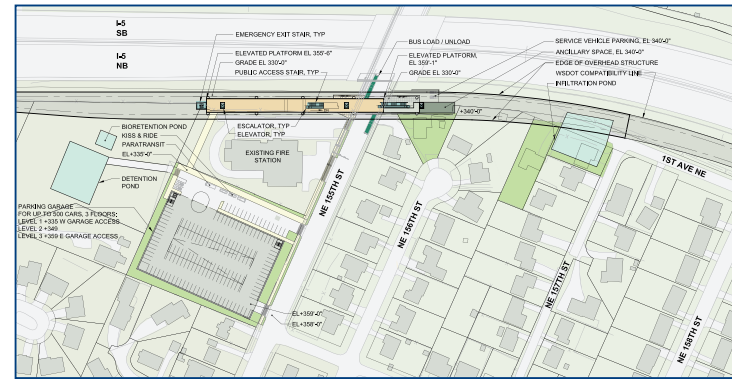 I-5
SB
I-5
NB
EMERGENCY EXIT STAIR, TYP
ELEVATED PLATFORM EL 355'-6"
GRADE EL 330'-0"
PUBLIC ACCESS STAIR, TYP
BUS LOAD / UNLOAD
ELEVATED PLATFORM,
EL 359'-1"
GRADE EL 330'-0"
SERVICE VEHICLE PARKING, EL 340'-0"
ANCILLARY SPACE, EL 340'-0"
EDGE OF OVERHEAD STRUCTURE
WSDOT COMPATIBILITY LINE
INFILTRATION POND
+340'-0"
BIORETENTION POND
KISS & RIDE
PARATRANSIT
EL+335'-0"
ESCALATOR, TYP
ELEVATOR, TYP
EXISTING FIRE
STATION
DETENTION
POND
PARKING GARAGE
FOR UP TO 500 CARS, 3 FLOORS:
LEVEL 1 +335 W GARAGE ACCESS
LEVEL 2 +349
LEVEL 3 +359 E GARAGE ACCESS
EL+359'-0"
EL+358'-0"
NE 155TH ST
NE 156TH ST
NE 157TH ST
NE 158TH ST
1ST AVE NE